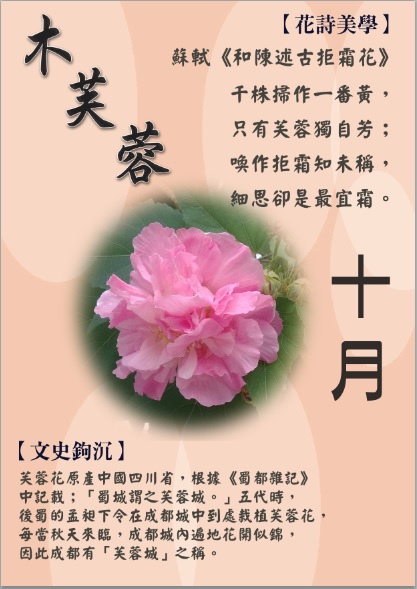 木芙蓉
【花詩美學】
蘇軾《和陳述古拒霜花》
千株掃作一番黃，
只有芙蓉獨自芳；
喚作拒霜知未稱，
細思卻是最宜霜。
十月
【文史鉤沉】
芙蓉花原產中國四川省，根據《蜀都雜記》
中記載；「蜀城謂之芙蓉城。」五代時，
後蜀的孟昶下令在成都城中到處栽植芙蓉花，
每當秋天來臨，成都城內遍地花開似錦，
因此成都有「芙蓉城」之稱。